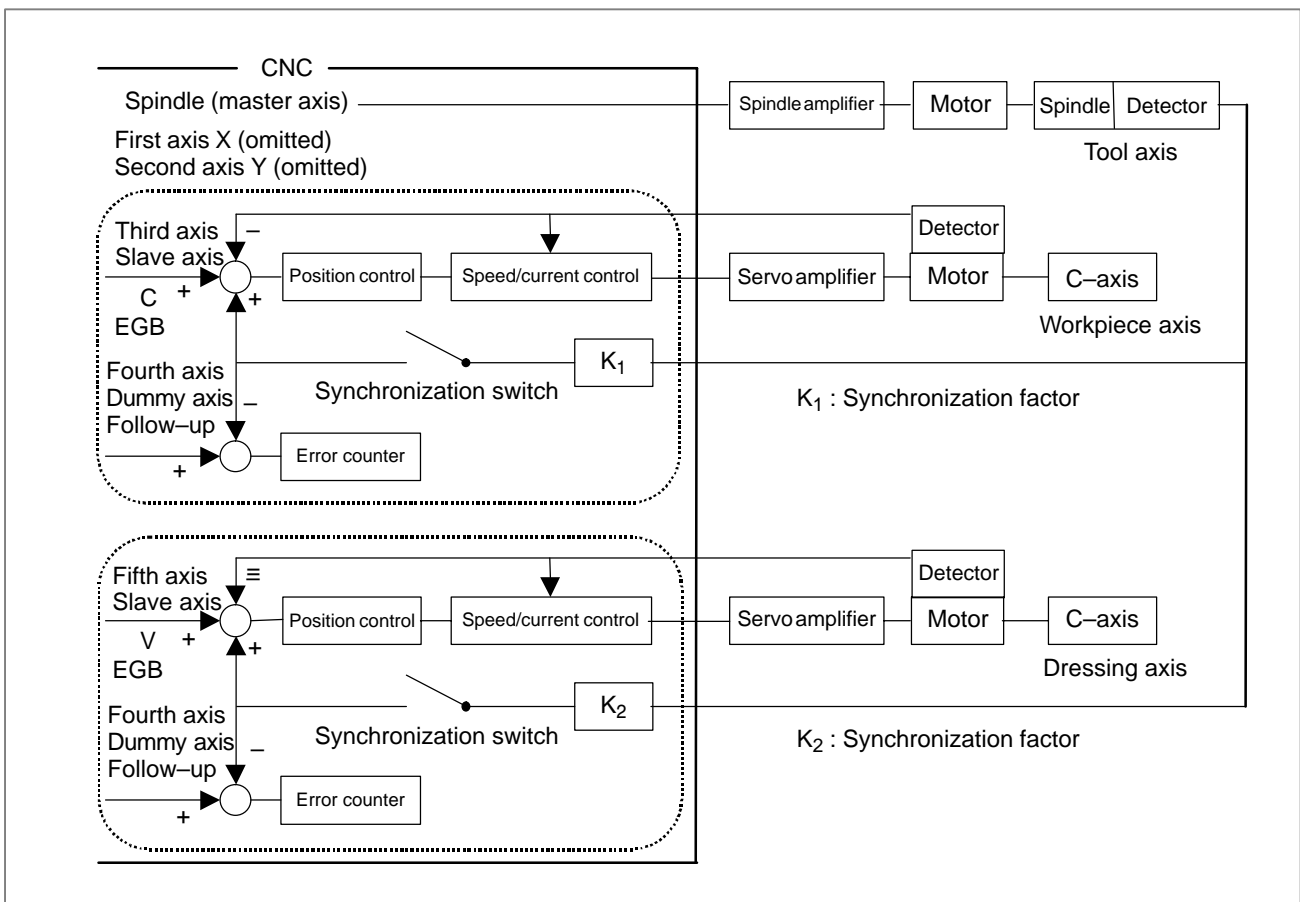 CNC
Spindle (master axis)
Spindle amplifier
Motor
Spindle
Detector
Tool axis
First axis X (omitted)
Second axis Y (omitted)
Third axis
Slave axis
–
+
C
+
EGB
Position control
Speed/current control
Servo amplifier
Detector
Motor
C–axis
Workpiece axis
Fourth axis
Dummy axis
Follow–up
–
+
Synchronization switch
K1
K1 : Synchronization factor
Error counter
Fifth axis
Slave axis
=
+
V
+
EGB
Position control
Speed/current control
Servo amplifier
Detector
Motor
C–axis
Dressing axis
Fourth axis
Dummy axis
Follow–up
–
+
Synchronization switch
K2
K2 : Synchronization factor
Error counter